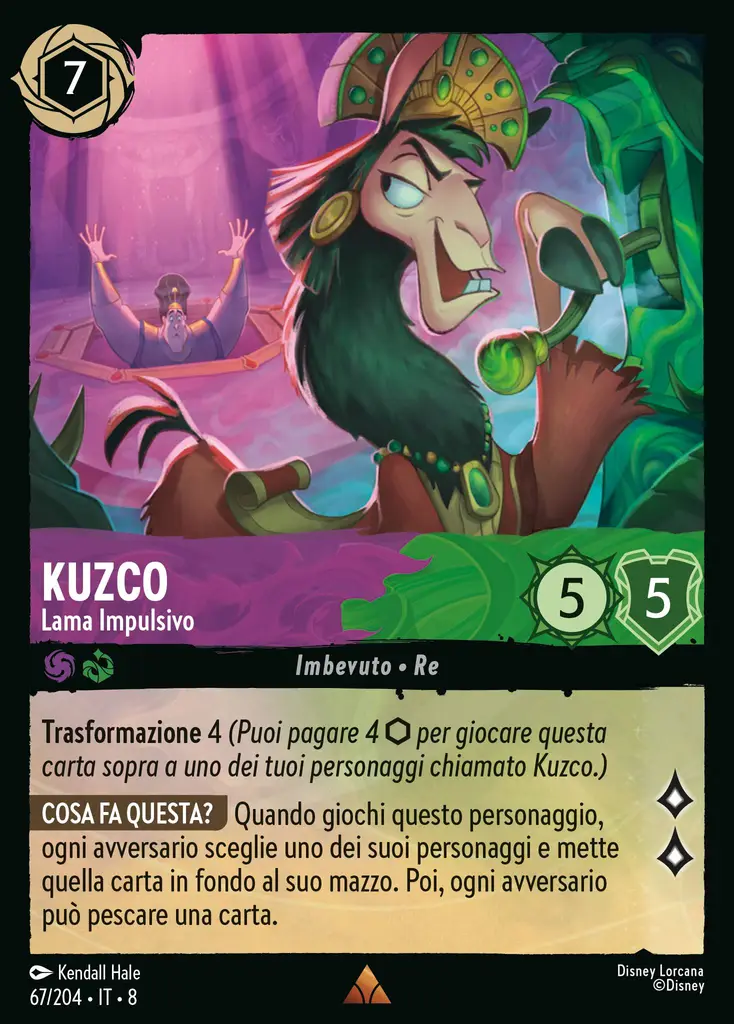 7
KUZCO
Lama Impulsivo
5
5
Imbevuto • Re
Trasformazione 4 (Puoi pagare 4 ⬡ per giocare questa
carta sopra a uno dei tuoi personaggi chiamato Kuzco.)
COSA FA QUESTA? Quando giochi questo personaggio,
ogni avversario sceglie uno dei suoi personaggi e mette
quella carta in fondo al suo mazzo. Poi, ogni avversario
può pescare una carta.
Kendall Hale
67/204 • IT • 8
Disney Lorcana
©Disney